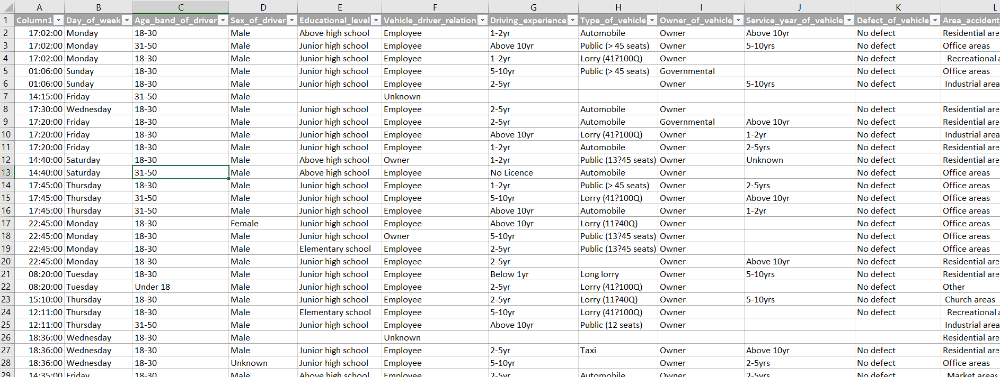 A B C D E F G H I J K L
1 Column1 Day_of_week Age_band_of_driver Sex_of_driver Educational_level Vehicle_driver_relation Driving_experience Type_of_vehicle Owner_of_vehicle Service_year_of_vehicle Defect_of_vehicle Area_accident
2 17:02:00 Monday 18-30 Male Above high school Employee 1-2yr Automobile Owner Above 10yr No defect Residential are
3 17:02:00 Monday 31-50 Male Junior high school Employee Above 10yr Public (> 45 seats) Owner 5-10yrs No defect Office areas
4 17:02:00 Monday 18-30 Male Junior high school Employee 1-2yr Lorry (41?100Q) Owner No defect Recreational a
5 01:06:00 Sunday 18-30 Male Junior high school Employee 5-10yr Public (> 45 seats) Governmental No defect Office areas
6 01:06:00 Sunday 18-30 Male Junior high school Employee 2-5yr Owner 5-10yrs No defect Industrial area
7 14:15:00 Friday 31-50 Male Unknown
8 17:30:00 Wednesday 18-30 Male Junior high school Employee 2-5yr Automobile Owner No defect Residential are
9 17:20:00 Friday 18-30 Male Junior high school Employee 2-5yr Automobile Governmental Above 10yr No defect Residential are
10 17:20:00 Friday 18-30 Male Junior high school Employee Above 10yr Lorry (41?100Q) Owner 1-2yr No defect Industrial area
11 17:20:00 Friday 18-30 Male Junior high school Employee 1-2yr Automobile Owner 2-5yrs No defect Residential are
12 14:40:00 Saturday 18-30 Male Above high school Owner 1-2yr Public (13?45 seats) Owner Unknown No defect Residential are
13 14:40:00 Saturday 31-50 Male Above high school Employee No Licence Automobile Owner No defect Office areas
14 17:45:00 Thursday 18-30 Male Junior high school Employee 1-2yr Public (> 45 seats) Owner 2-5yrs No defect Office areas
15 17:45:00 Thursday 31-50 Male Junior high school Employee 5-10yr Lorry (41?100Q) Owner Above 10yr No defect Office areas
16 17:45:00 Thursday 31-50 Male Junior high school Employee Above 10yr Automobile Owner 1-2yr No defect Office areas
17 22:45:00 Monday 18-30 Female Junior high school Employee Above 10yr Lorry (11?40Q) Owner No defect Office areas
18 22:45:00 Monday 18-30 Male Junior high school Owner 5-10yr Public (13?45 seats) Owner No defect Office areas
19 22:45:00 Monday 18-30 Male Elementary school Employee 2-5yr Public (13?45 seats) Owner No defect Office areas
20 22:45:00 Monday 18-30 Male Junior high school Employee 2-5yr Owner Above 10yr No defect Residential are
21 08:20:00 Tuesday 18-30 Male Junior high school Employee Below 1yr Long lorry Owner 5-10yrs No defect Residential are
22 08:20:00 Tuesday Under 18 Male Junior high school Employee 2-5yr Lorry (41?100Q) Owner No defect Other
23 15:10:00 Thursday 18-30 Male Junior high school Employee 2-5yr Lorry (11?40Q) Owner 5-10yrs No defect Church areas
24 12:11:00 Thursday 18-30 Male Elementary school Employee 5-10yr Lorry (41?100Q) Owner No defect Recreational a
25 12:11:00 Thursday 31-50 Male Junior high school Employee Above 10yr Public (12 seats) Owner Industrial area
26 18:36:00 Wednesday 18-30 Male Unknown Residential are
27 18:36:00 Wednesday 18-30 Male Junior high school Employee 2-5yr Taxi Owner Above 10yr No defect Residential are
28 18:36:00 Wednesday 18-30 Unknown Junior high school Employee 5-10yr Owner 2-5yrs No defect Office areas
29 14:35:00 Friday 18-30 Male Above high school Employee 2-5yr Automobile Owner 2-5yrs No defect Market areas